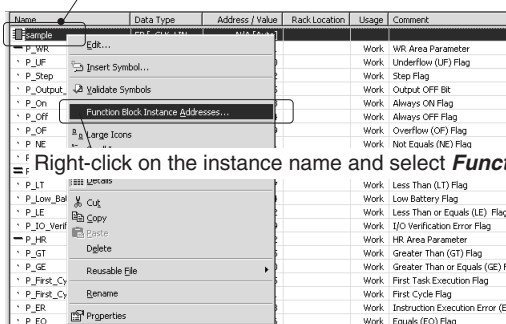 Name Data Type Address / Value Rack Location Usage Comment
sample N/A [Auto]
P_WR Work WR Area Parameter
P_UF Work Underflow (UF) Flag
P_Step Work Step Flag
P_Output_ Work Output OFF Bit
P_On Work Always ON Flag
P_Off Work Always OFF Flag
P_OF Work Overflow (OF) Flag
P_NE Work Not Equals (NE) Flag
P_LT Work Less Than (LT) Flag
P_Low_Bat Work Low Battery Flag
P_LE Work Less Than or Equals (LE) Flag
P_IO_Verif Work I/O Verification Error Flag
P_HR Work HR Area Parameter
P_GT Work Greater Than (GT) Flag
P_GE Work Greater Than or Equals (GE) F
P_First_Cy Work First Task Execution Flag
P_First_Cy Work First Cycle Flag
P_ER Work Instruction Execution Error (E
P_EQ Work Equals (EQ) Flag
Edit...
Insert Symbol...
Validate Symbols
Function Block Instance Addresses...
Large Icons
Right-click on the instance name and select Funct
Details
Cut
Copy
Paste
Delete
Reusable File
Rename
Properties